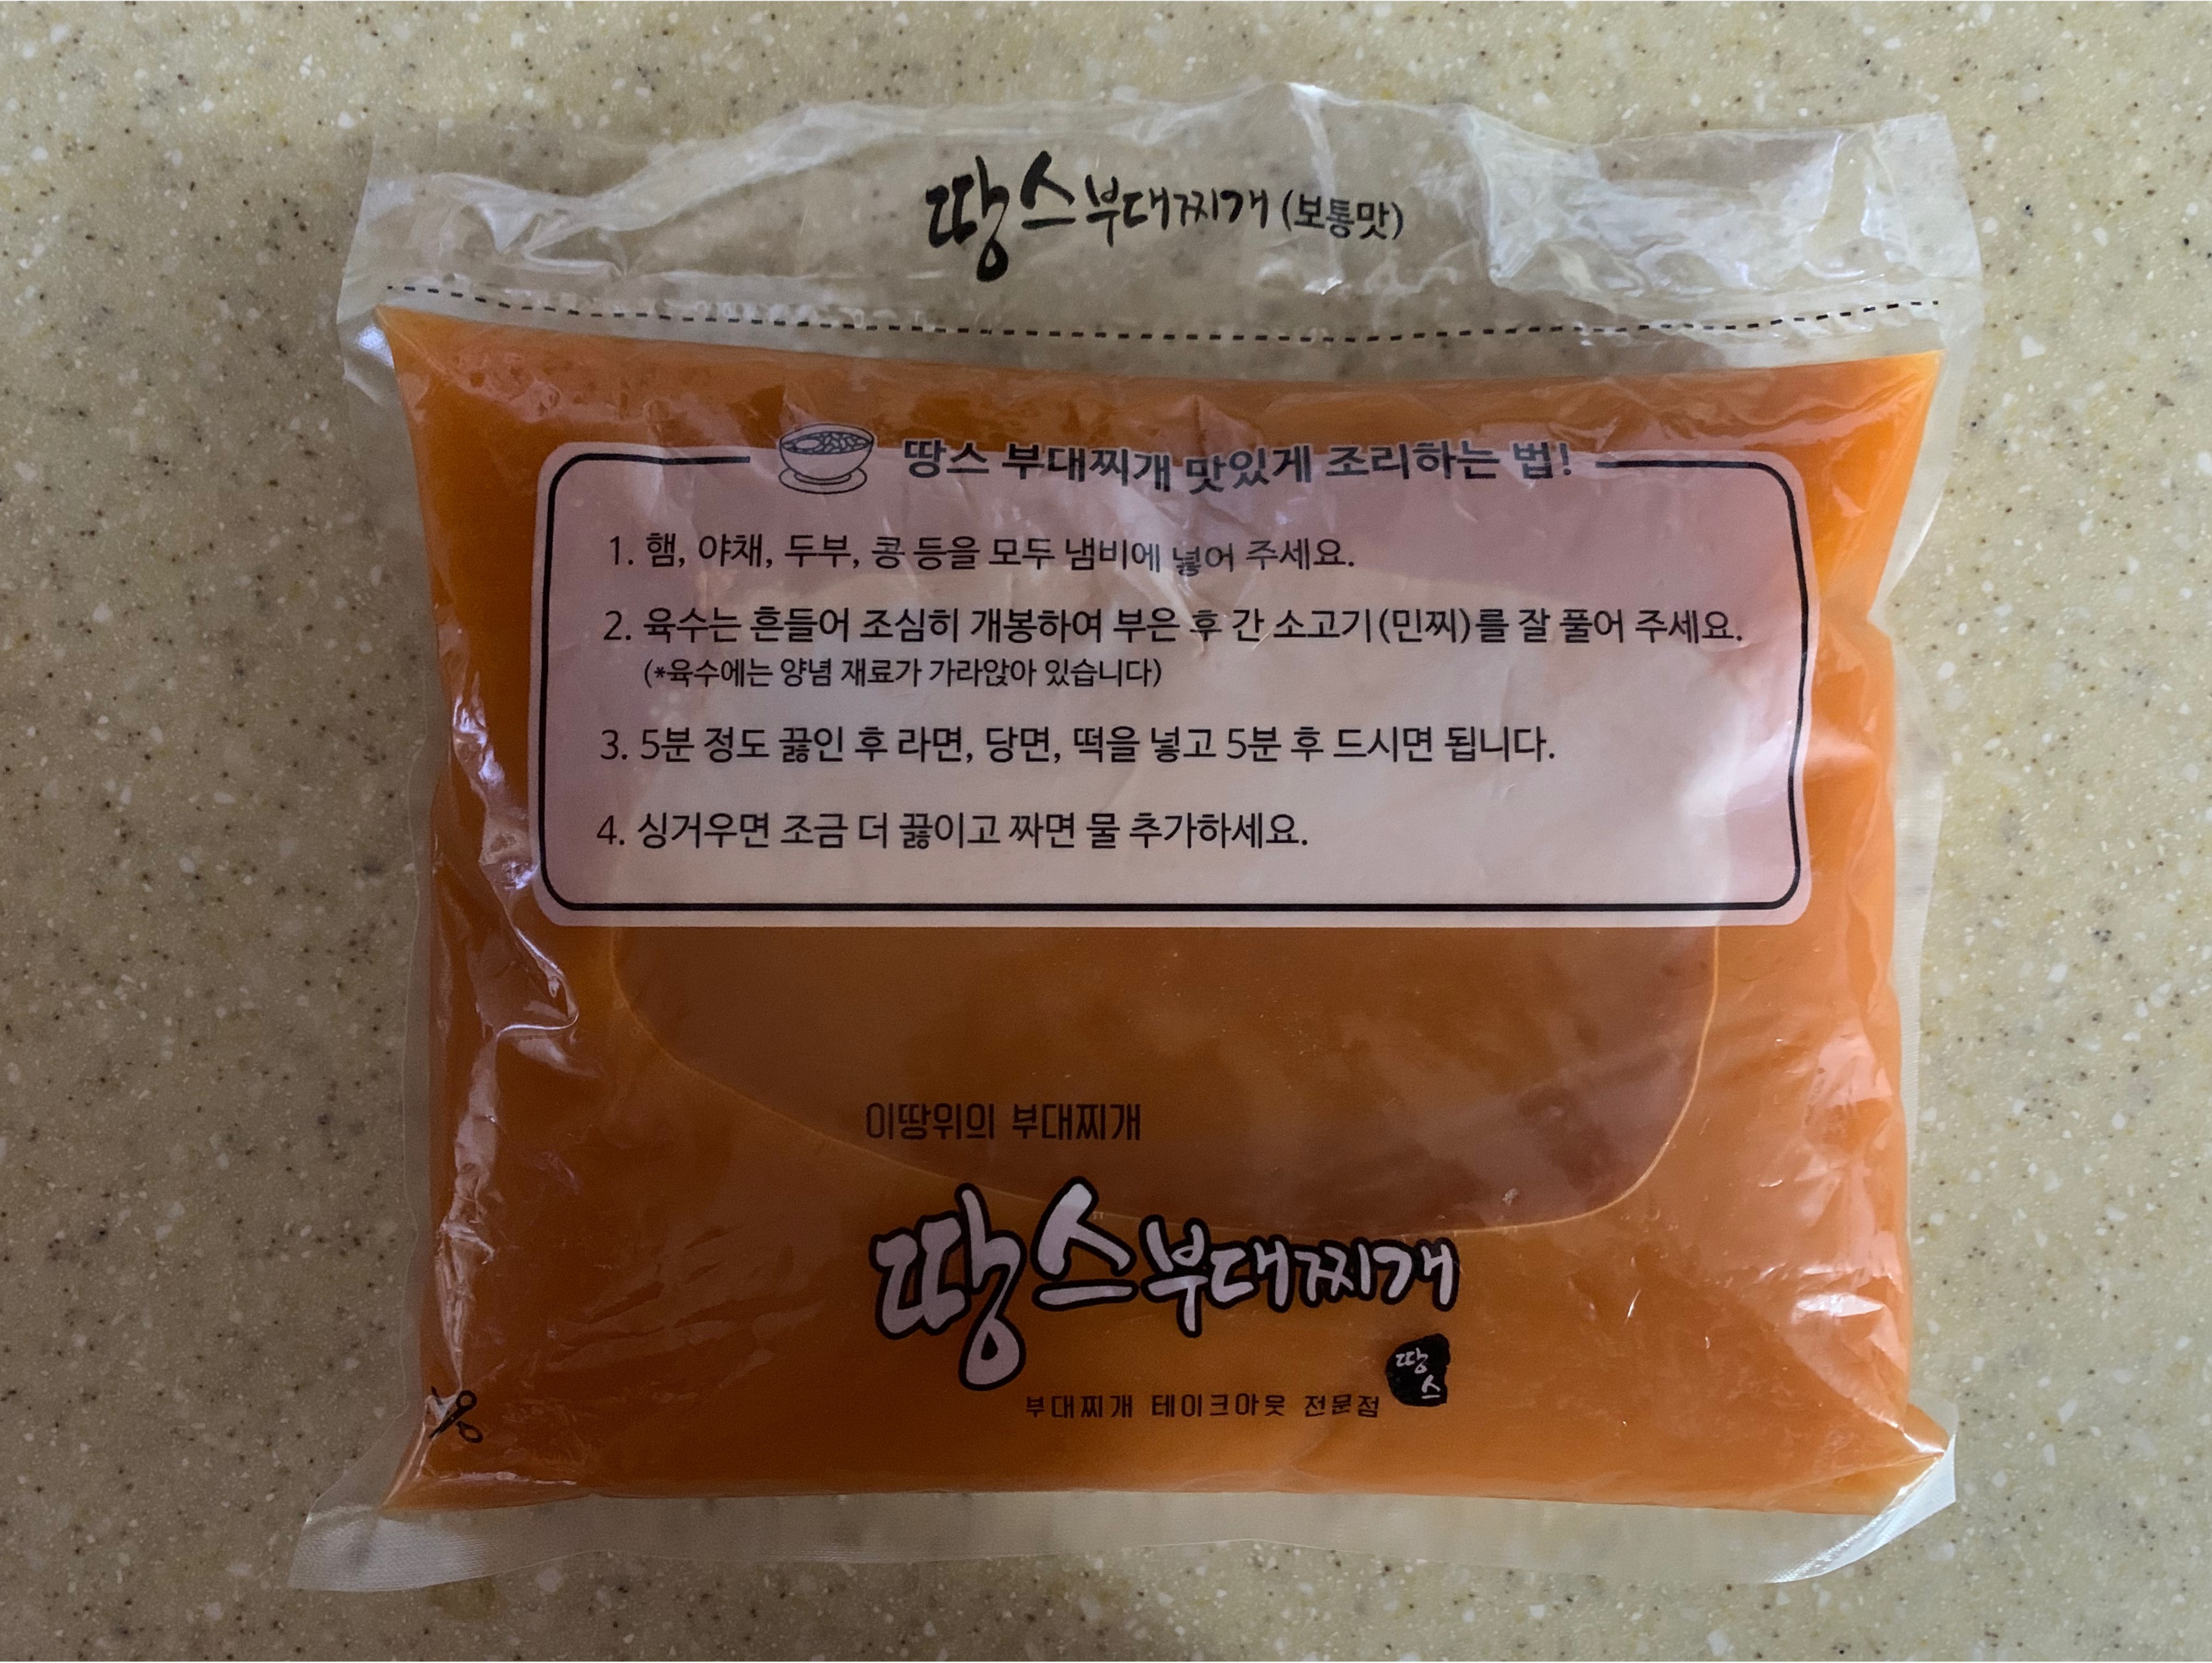 땅스부대찌개(보통맛)
땅스 부대찌개 맛있게 조리하는 법!
1. 햄, 야채, 두부, 콩 등을 모두 냄비에 넣어 주세요.
2. 육수는 흔들어 조심히 개봉하여 부은 후 간 소고기(민찌)를 잘 풀어 주세요.
(*육수에는 양념 재료가 가라앉아 있습니다)
3. 5분 정도 끓인 후 라면, 당면, 떡을 넣고 5분 후 드시면 됩니다.
4. 싱거우면 조금 더 끓이고 짜면 물 추가하세요.
이땅위의 부대찌개
땅스부대찌개
땅스
부대찌개 테이크아웃 전문점